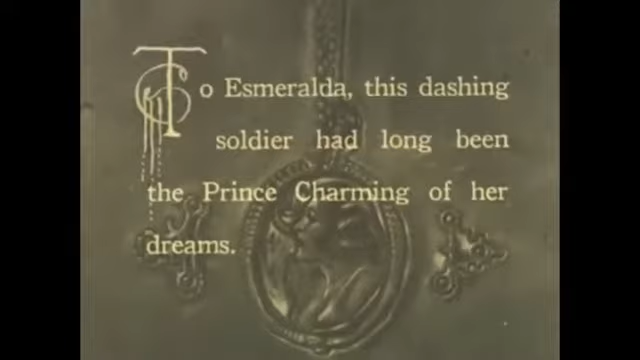 To Esmeralda, this dashing
soldier had long been
the Prince Charming of her
dreams.